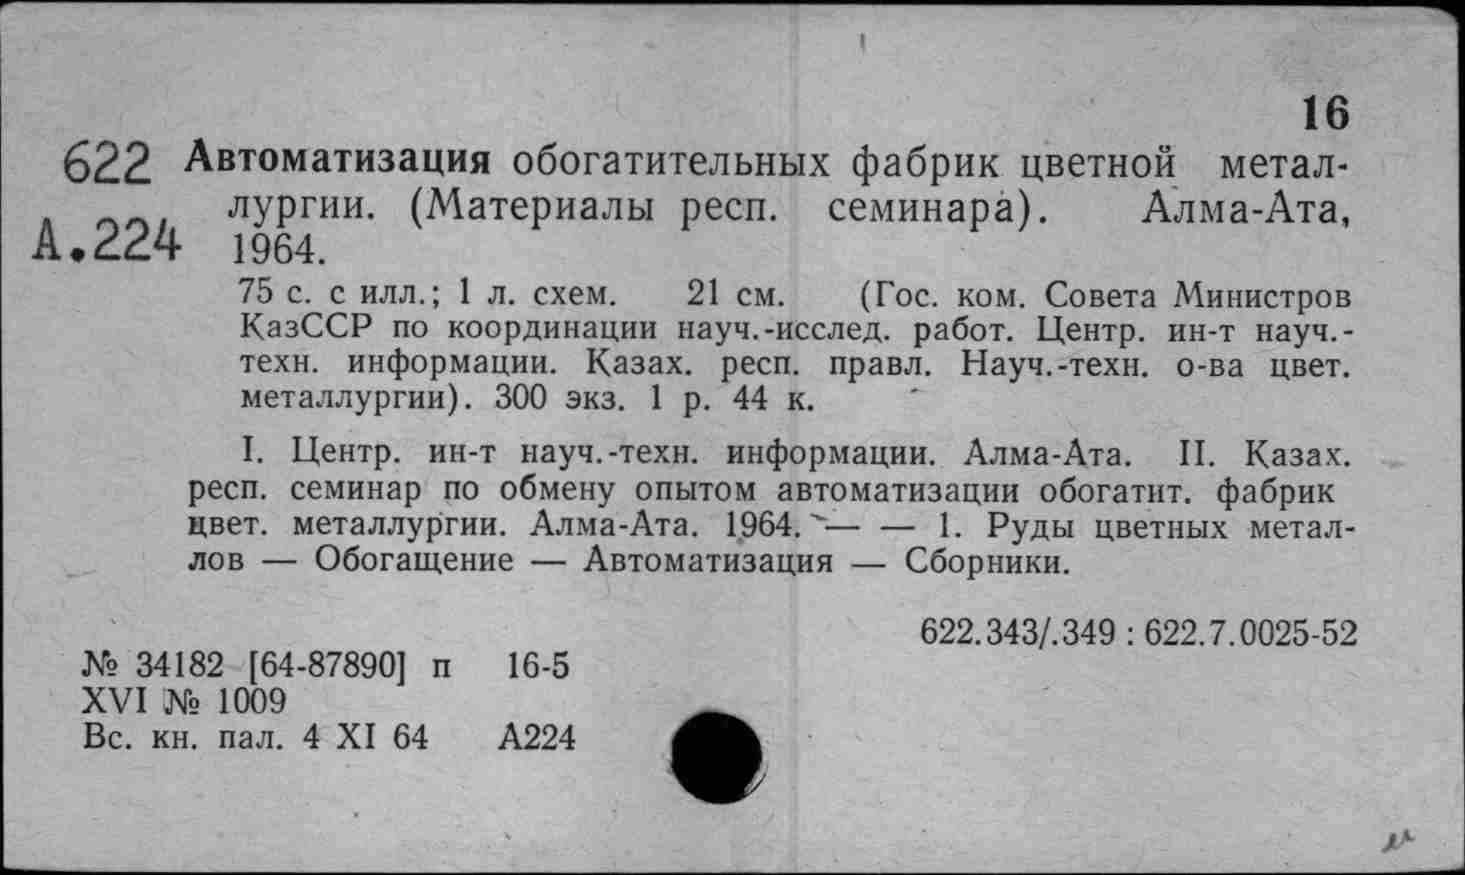 16
622 Автоматизация обогатительных фабрик цветной метал-
лургии. (Материалы респ. семинара). Алма-Ата,
А.224 1964.
75 с. с илл.; 1 л. схем. 21 см. (Гос. ком. Совета Министров
КазССР по координации науч.-исслед. работ. Центр. ин-т науч.-
техн. информации. Казах. респ. правл. Науч.-техн. о-ва цвет.
металлургии). 300 экз. 1 р. 44 к.
I. Центр. ин-т науч.-техн. информации. Алма-Ата. II. Казах.
респ. семинар по обмену опытом автоматизации обогатит. фабрик
цвет. металлургии. Алма-Ата. 1964. — — 1. Руды цветных метал-
лов — Обогащение — Автоматизация — Сборники.
622.343/.349 : 622.7.0025-52
№ 34182 [64-87890] п 16-5
XVI № 1009
Вс. кн. пал. 4 XI 64 А224